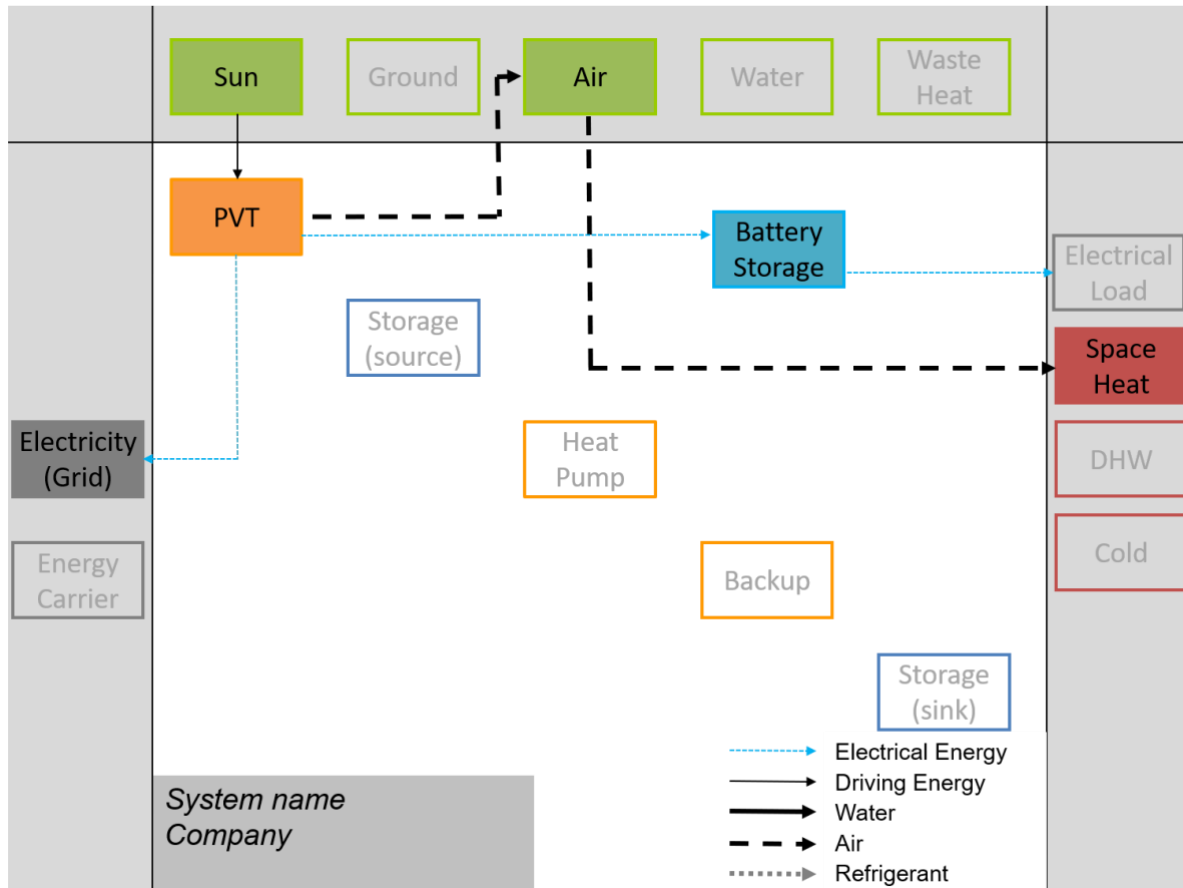 Sun
Ground
Air
Water
Waste
Heat
PVT
Battery
Storage
Electrical
Load
Storage
(source)
Space
Heat
Electricity
(Grid)
Heat
Pump
DHW
Energy
Carrier
Backup
Cold
Storage
(sink)
System name
Company
Electrical Energy
Driving Energy
Water
Air
Refrigerant